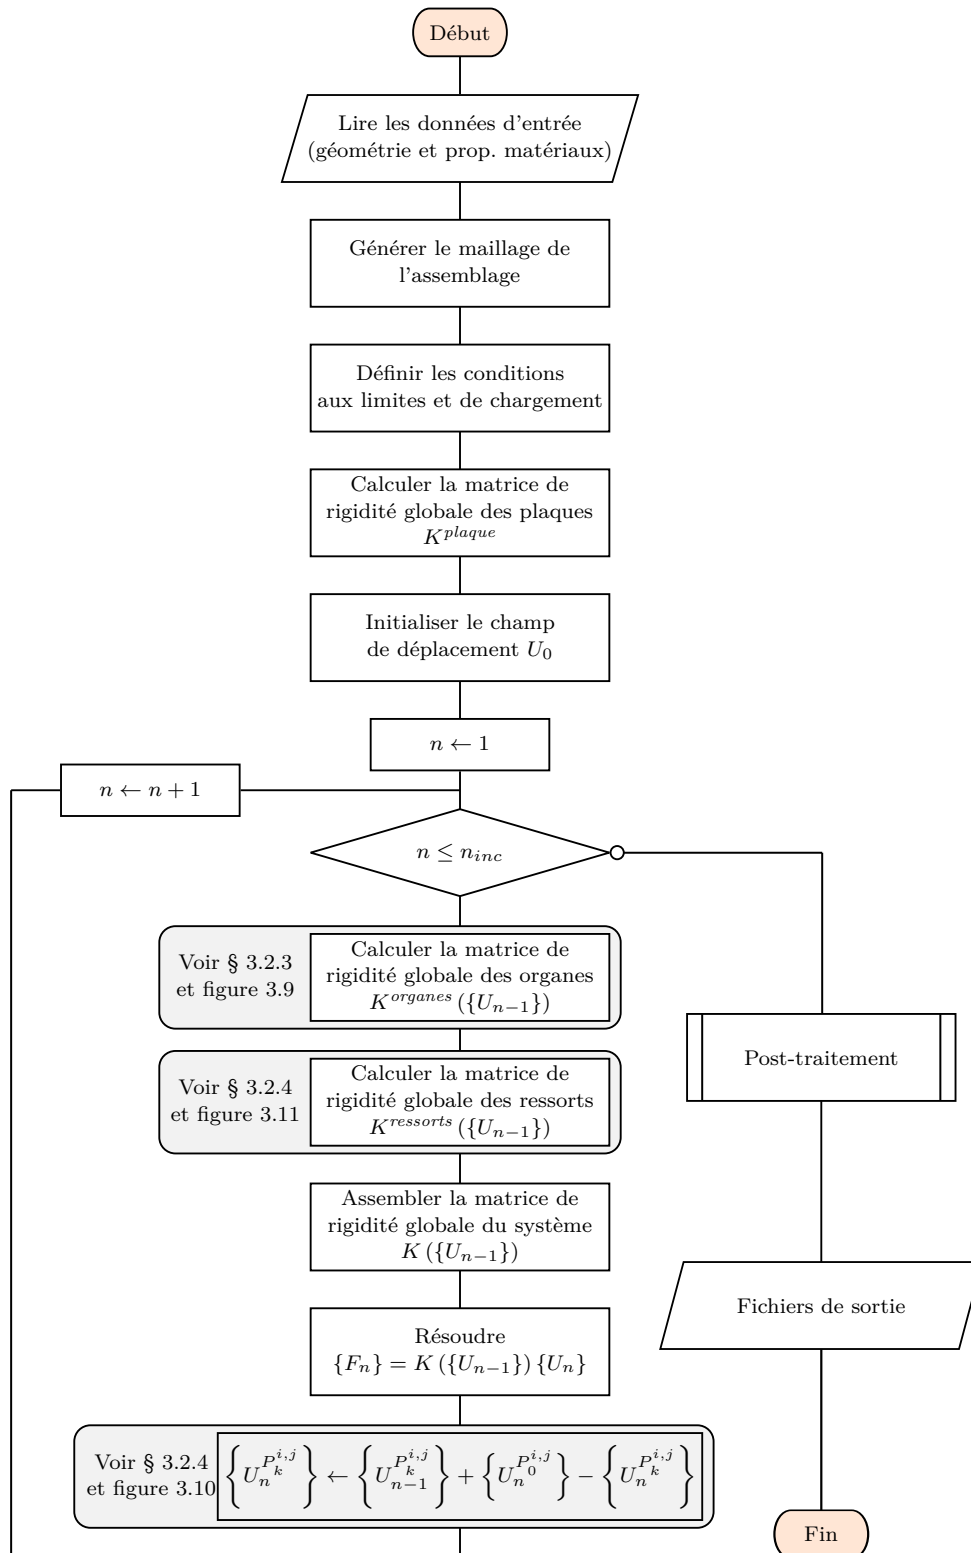 Début
Lire les données d'entrée
(géométrie et prop. matériaux)
Générer le maillage de
l'assemblage
Définir les conditions
aux limites et de chargement
Calculer la matrice de
rigidité globale des plaques
K^{plaque}
Initialiser le champ
de déplacement U_0
n ← 1
n ← n + 1
n ≤ n_{inc}
Voir § 3.2.3
et figure 3.9
Calculer la matrice de
rigidité globale des organes
K^{organes} ({U_{n−1}})
Voir § 3.2.4
et figure 3.11
Calculer la matrice de
rigidité globale des ressorts
K^{ressorts} ({U_{n−1}})
Assembler la matrice de
rigidité globale du système
K ({U_{n−1}})
Résoudre
{F_n} = K ({U_{n−1}}) {U_n}
Voir § 3.2.4
et figure 3.10
{U_n^{P_k^{i,j}}} ← {U_{n−1}^{P_k^{i,j}}} + {U_n^{P_0^{i,j}}} − {U_n^{P_k^{i,j}}}
Post-traitement
Fichiers de sortie
Fin